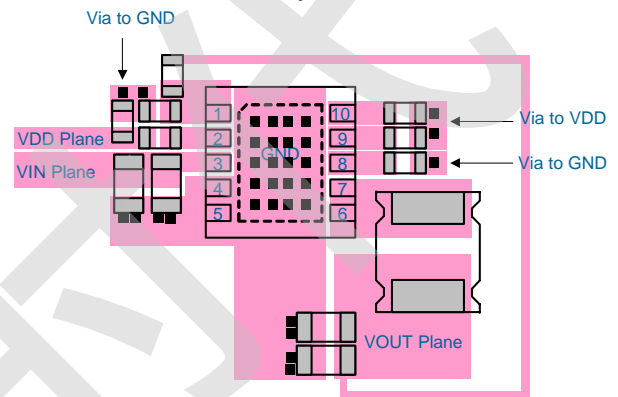 Via to GND
1
2
3
4
5
GND
10
9
8
7
6
VDD Plane
VIN Plane
Via to VDD
Via to GND
VOUT Plane